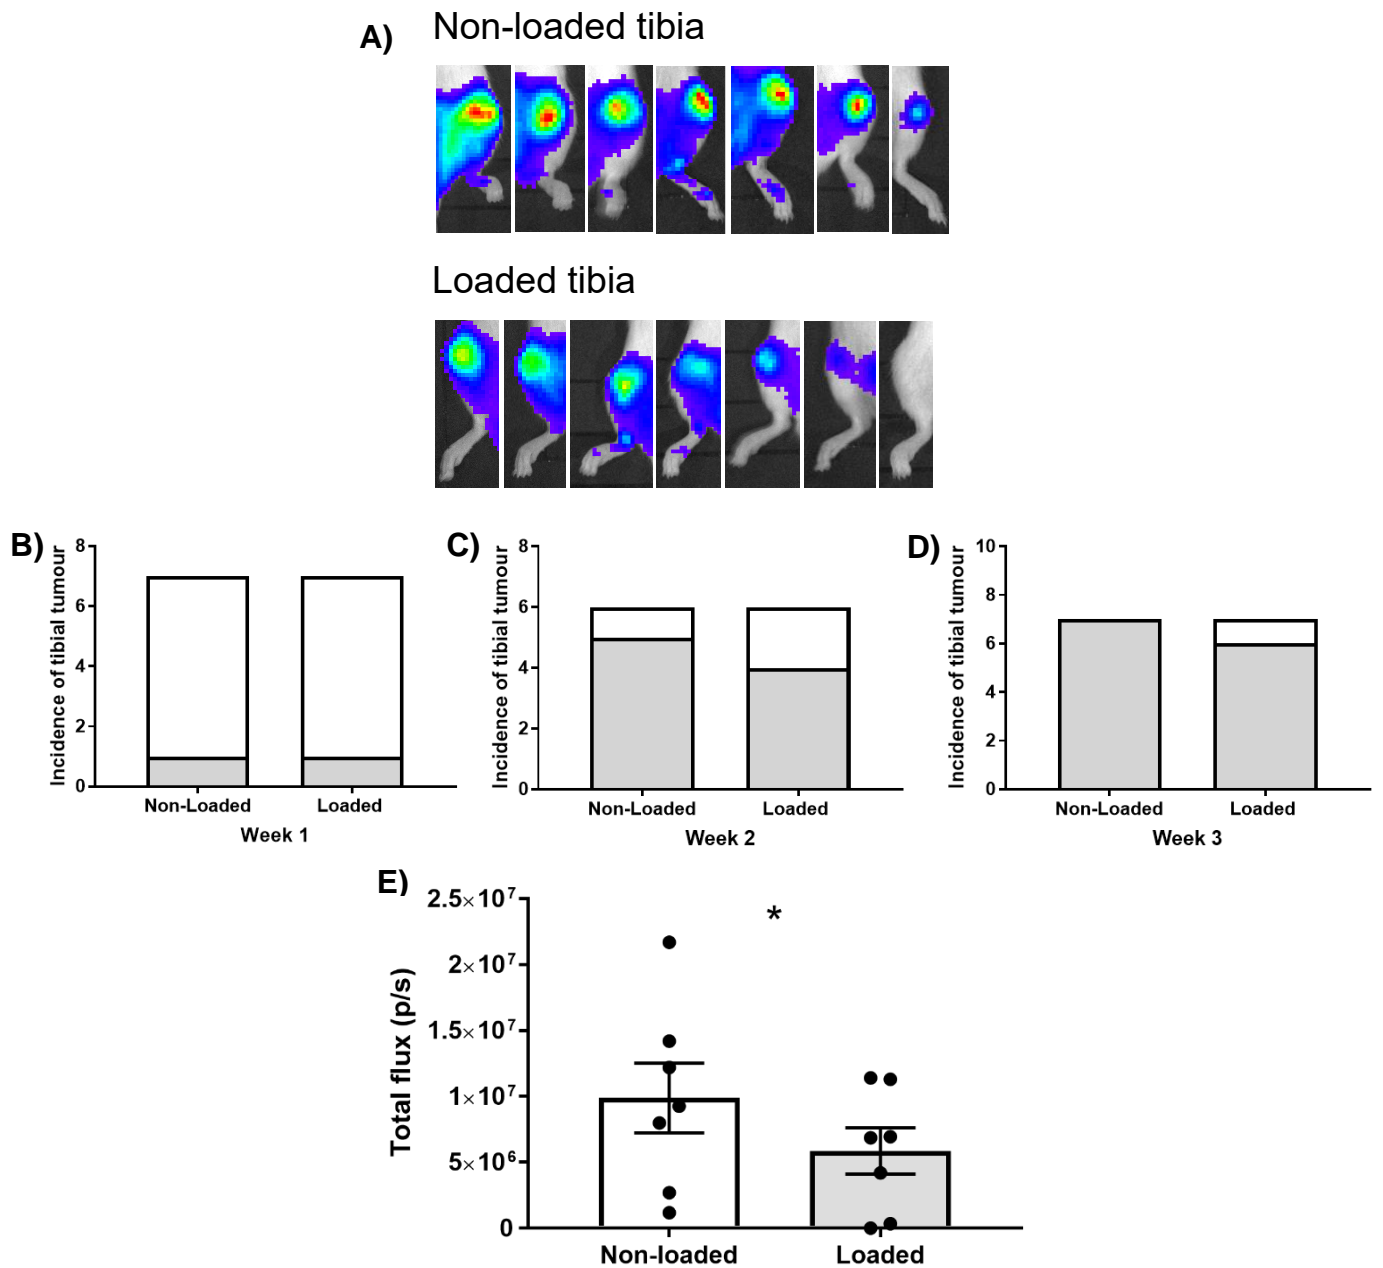 A)
Non-loaded tibia
Loaded tibia
B)
Incidence of tibial tumour
8
6
4
2
0
Non-Loaded
Loaded
Week 1
C)
Incidence of tibial tumour
8
6
4
2
0
Non-Loaded
Loaded
Week 2
D)
Incidence of tibial tumour
10
8
6
4
2
0
Non-Loaded
Loaded
Week 3
E)
Total flux (p/s)
2.5×10⁷
2×10⁷
1.5×10⁷
1×10⁷
5×10⁶
0
*
Non-loaded
Loaded